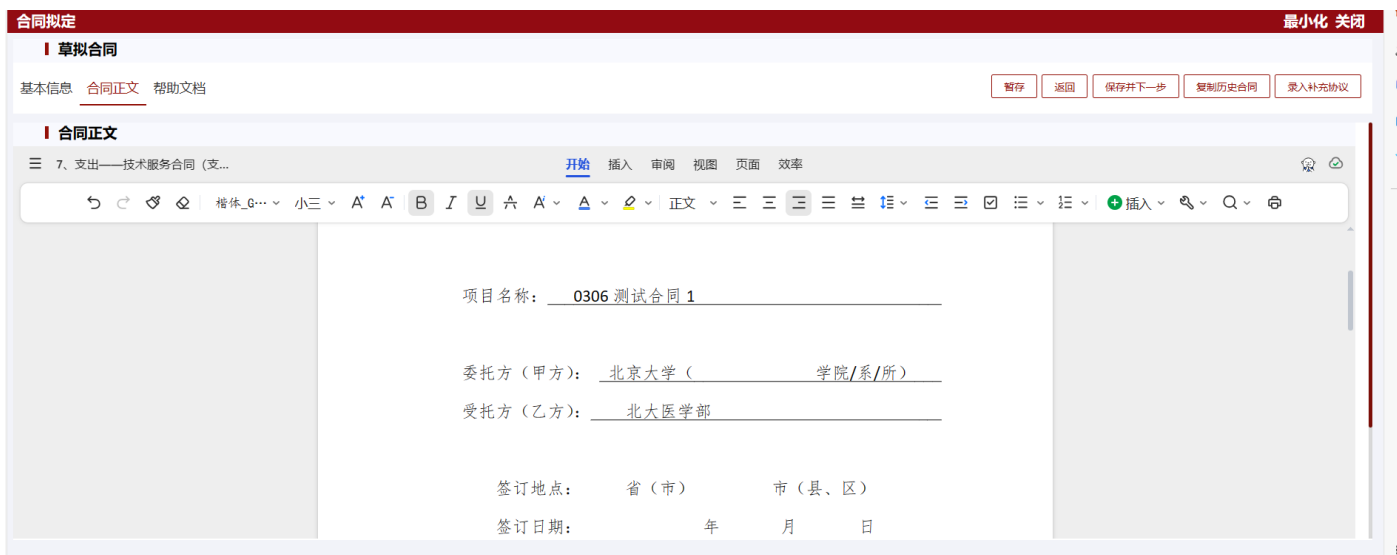 合同拟定 最小化 关闭
草拟合同
基本信息 合同正文 帮助文档 暂存 返回 保存并下一步 复制历史合同 录入补充协议
合同正文
7、支出——技术服务合同（支... 开始 插入 审阅 视图 页面 效率
楷体_G··· 小三 A+ A- B I U A A A 正文 插入
项目名称： 0306 测试合同 1
委托方（甲方）： 北京大学（ 学院/系/所）
受托方（乙方）： 北大医学部
签订地点： 省（市） 市（县、区）
签订日期： 年 月 日